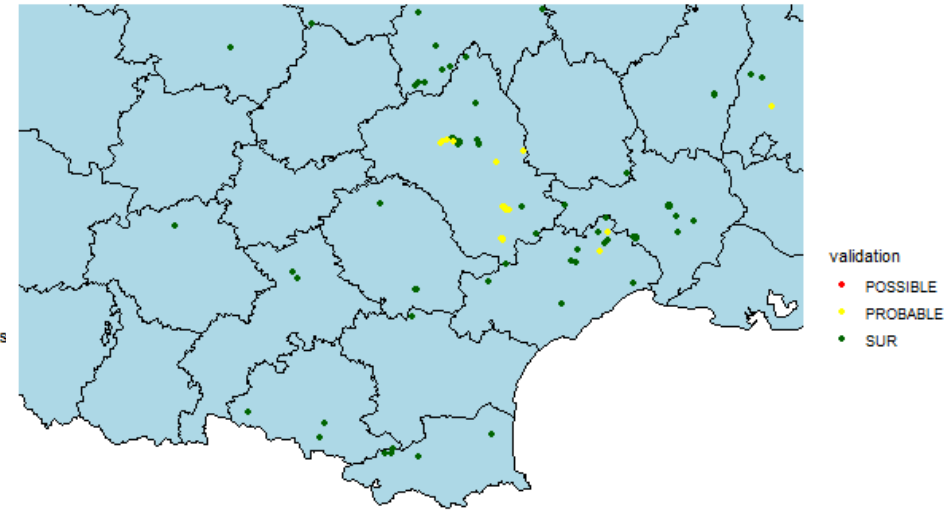 validation
POSSIBLE
PROBABLE
s
SUR